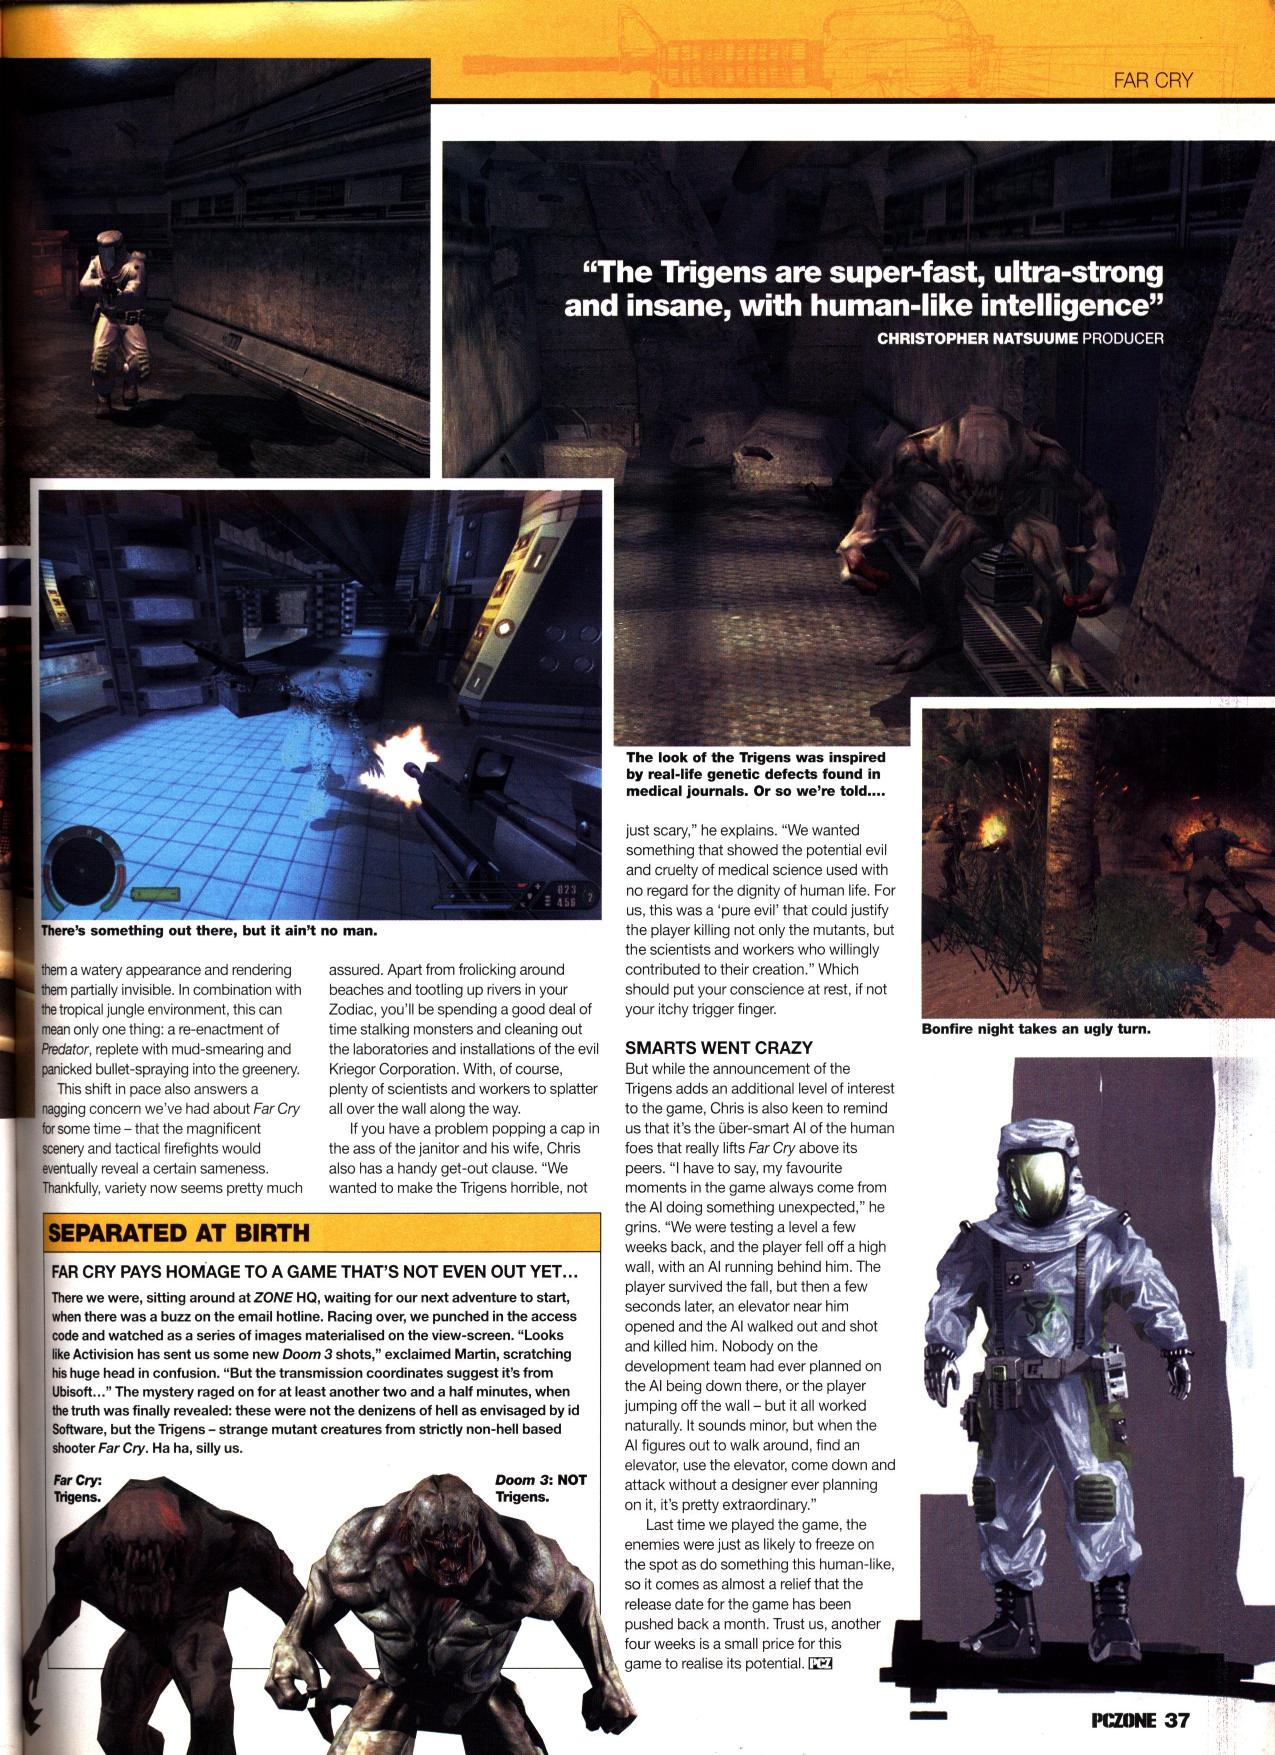 FAR CRY
“The Trigens are super-fast, ultra-strong
and insane, with human-like intelligence”
CHRISTOPHER NATSUUME PRODUCER
There's something out there, but it ain't no man.
them a watery appearance and rendering
them partially invisible. In combination with
the tropical jungle environment, this can
mean only one thing: a re-enactment of
Predator, replete with mud-smearing and
panicked bullet-spraying into the greenery.
This shift in pace also answers a
nagging concern we've had about Far Cry
for some time – that the magnificent
scenery and tactical firefights would
eventually reveal a certain sameness.
Thankfully, variety now seems pretty much
assured. Apart from frolicking around
beaches and tootling up rivers in your
Zodiac, you'll be spending a good deal of
time stalking monsters and cleaning out
the laboratories and installations of the evil
Kriegor Corporation. With, of course,
plenty of scientists and workers to splatter
all over the wall along the way.
If you have a problem popping a cap in
the ass of the janitor and his wife, Chris
also has a handy get-out clause. “We
wanted to make the Trigens horrible, not
The look of the Trigens was inspired
by real-life genetic defects found in
medical journals. Or so we're told....
just scary,” he explains. “We wanted
something that showed the potential evil
and cruelty of medical science used with
no regard for the dignity of human life. For
us, this was a ‘pure evil’ that could justify
the player killing not only the mutants, but
the scientists and workers who willingly
contributed to their creation.” Which
should put your conscience at rest, if not
your itchy trigger finger.
SMARTS WENT CRAZY
But while the announcement of the
Trigens adds an additional level of interest
to the game, Chris is also keen to remind
us that it's the über-smart AI of the human
foes that really lifts Far Cry above its
peers. “I have to say, my favourite
moments in the game always come from
the AI doing something unexpected,” he
grins. “We were testing a level a few
weeks back, and the player fell off a high
wall, with an AI running behind him. The
player survived the fall, but then a few
seconds later, an elevator near him
opened and the AI walked out and shot
and killed him. Nobody on the
development team had ever planned on
the AI being down there, or the player
jumping off the wall – but it all worked
naturally. It sounds minor, but when the
AI figures out to walk around, find an
elevator, use the elevator, come down and
attack without a designer ever planning
on it, it's pretty extraordinary.”
Last time we played the game, the
enemies were just as likely to freeze on
the spot as do something this human-like,
so it comes as almost a relief that the
release date for the game has been
pushed back a month. Trust us, another
four weeks is a small price for this
game to realise its potential. PCZ
Bonfire night takes an ugly turn.
SEPARATED AT BIRTH
FAR CRY PAYS HOMAGE TO A GAME THAT'S NOT EVEN OUT YET...
There we were, sitting around at ZONE HQ, waiting for our next adventure to start,
when there was a buzz on the email hotline. Racing over, we punched in the access
code and watched as a series of images materialised on the view-screen. “Looks
like Activision has sent us some new Doom 3 shots,” exclaimed Martin, scratching
his huge head in confusion. “But the transmission coordinates suggest it's from
Ubisoft...” The mystery raged on for at least another two and a half minutes, when
the truth was finally revealed: these were not the denizens of hell as envisaged by id
Software, but the Trigens – strange mutant creatures from strictly non-hell based
shooter Far Cry. Ha ha, silly us.
Far Cry:
Trigens.
Doom 3: NOT
Trigens.
023
456
2
PCZONE 37